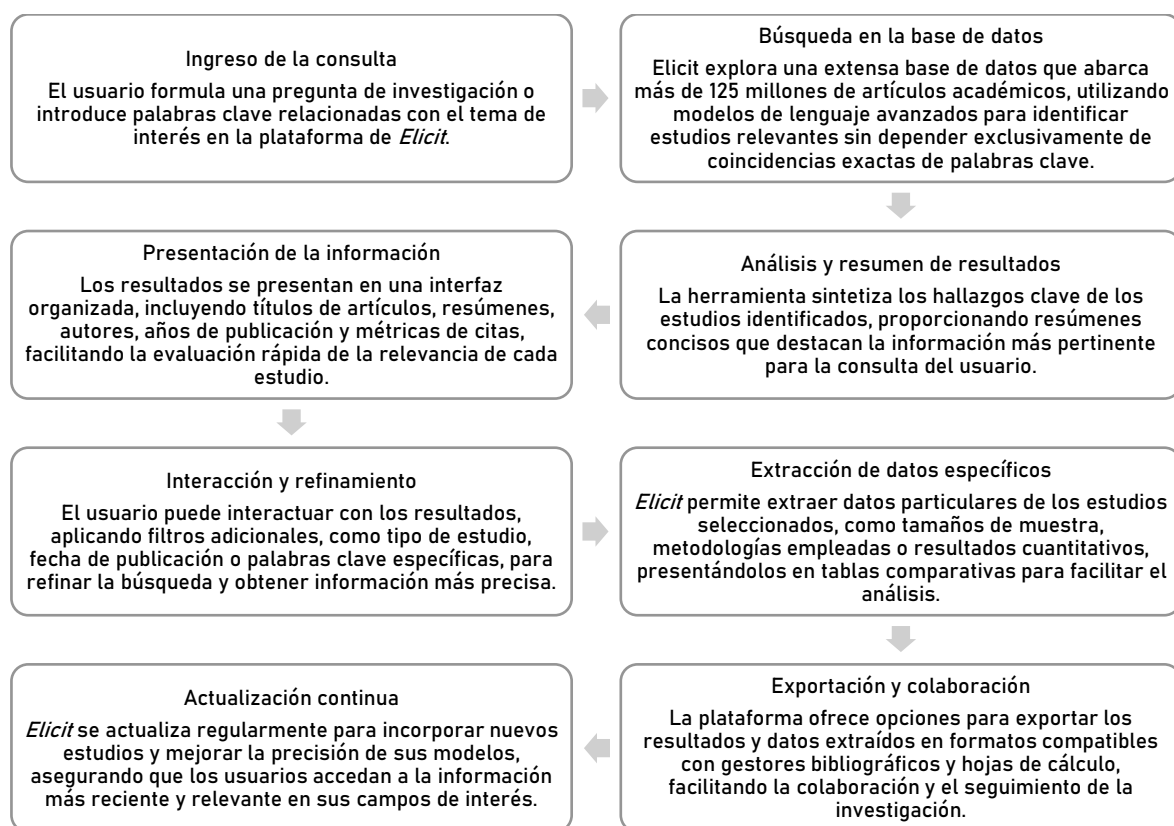 Ingreso de la consulta
El usuario formula una pregunta de investigación o
introduce palabras clave relacionadas con el tema de
interés en la plataforma de Elicit.
Búsqueda en la base de datos
Elicit explora una extensa base de datos que abarca
más de 125 millones de artículos académicos, utilizando
modelos de lenguaje avanzados para identificar
estudios relevantes sin depender exclusivamente de
coincidencias exactas de palabras clave.
Análisis y resumen de resultados
La herramienta sintetiza los hallazgos clave de los
estudios identificados, proporcionando resúmenes
concisos que destacan la información más pertinente
para la consulta del usuario.
Presentación de la información
Los resultados se presentan en una interfaz
organizada, incluyendo títulos de artículos, resúmenes,
autores, años de publicación y métricas de citas,
facilitando la evaluación rápida de la relevancia de cada
estudio.
Interacción y refinamiento
El usuario puede interactuar con los resultados,
aplicando filtros adicionales, como tipo de estudio,
fecha de publicación o palabras clave específicas, para
refinar la búsqueda y obtener información más precisa.
Extracción de datos específicos
Elicit permite extraer datos particulares de los estudios
seleccionados, como tamaños de muestra,
metodologías empleadas o resultados cuantitativos,
presentándolos en tablas comparativas para facilitar el
análisis.
Exportación y colaboración
La plataforma ofrece opciones para exportar los
resultados y datos extraídos en formatos compatibles
con gestores bibliográficos y hojas de cálculo,
facilitando la colaboración y el seguimiento de la
investigación.
Actualización continua
Elicit se actualiza regularmente para incorporar nuevos
estudios y mejorar la precisión de sus modelos,
asegurando que los usuarios accedan a la información
más reciente y relevante en sus campos de interés.